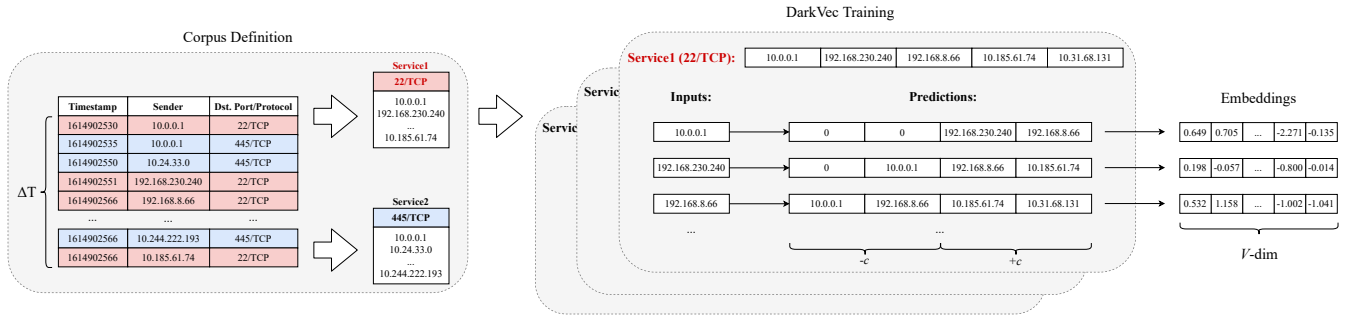 Corpus Definition
Timestamp Sender Dst. Port/Protocol
1614902530 10.0.0.1 22/TCP
1614902535 10.0.0.1 445/TCP
1614902550 10.24.33.0 445/TCP
1614902551 192.168.230.240 22/TCP
1614902566 192.168.8.66 22/TCP
... ... ...
1614902566 10.244.222.193 445/TCP
1614902566 10.185.61.74 22/TCP
ΔT
Service1
22/TCP
10.0.0.1
192.168.230.240
...
10.185.61.74
Service2
445/TCP
10.0.0.1
10.24.33.0
...
10.244.222.193
DarkVec Training
Servic
Servic
Service1 (22/TCP): 10.0.0.1 192.168.230.240 192.168.8.66 10.185.61.74 10.31.68.131
Inputs: Predictions:
10.0.0.1 0 0 192.168.230.240 192.168.8.66
192.168.230.240 0 10.0.0.1 192.168.8.66 10.185.61.74
192.168.8.66 10.0.0.1 192.168.8.66 10.185.61.74 10.31.68.131
... ...
-c +c
Embeddings
0.649 0.705 ... -2.271 -0.135
0.198 -0.057 ... -0.800 -0.014
0.532 1.158 ... -1.002 -1.041
V-dim